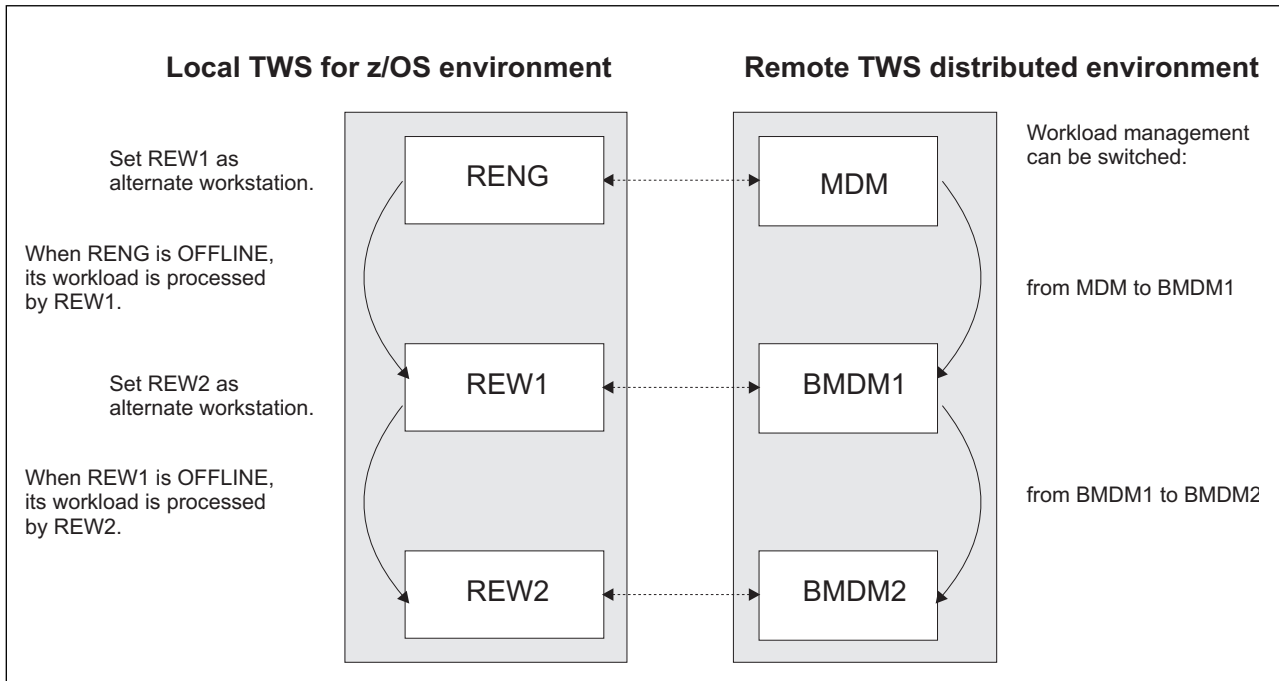 Local TWS for z/OS environment
Remote TWS distributed environment
Set REW1 as
alternate workstation.
RENG
MDM
Workload management
can be switched:
When RENG is OFFLINE,
its workload is processed
by REW1.
from MDM to BMDM1
Set REW2 as
alternate workstation.
REW1
BMDM1
When REW1 is OFFLINE,
its workload is processed
by REW2.
from BMDM1 to BMDM2
REW2
BMDM2